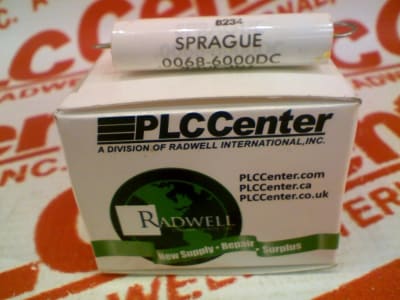 8234
SPRAGUE
0068-6000DC
PLCCenter
A DIVISION OF RADWELL INTERNATIONAL, INC.
PLCCenter.com
PLCCenter.ca
PLCCenter.co.uk
RADWELL
New Supply • Repair • Surplus